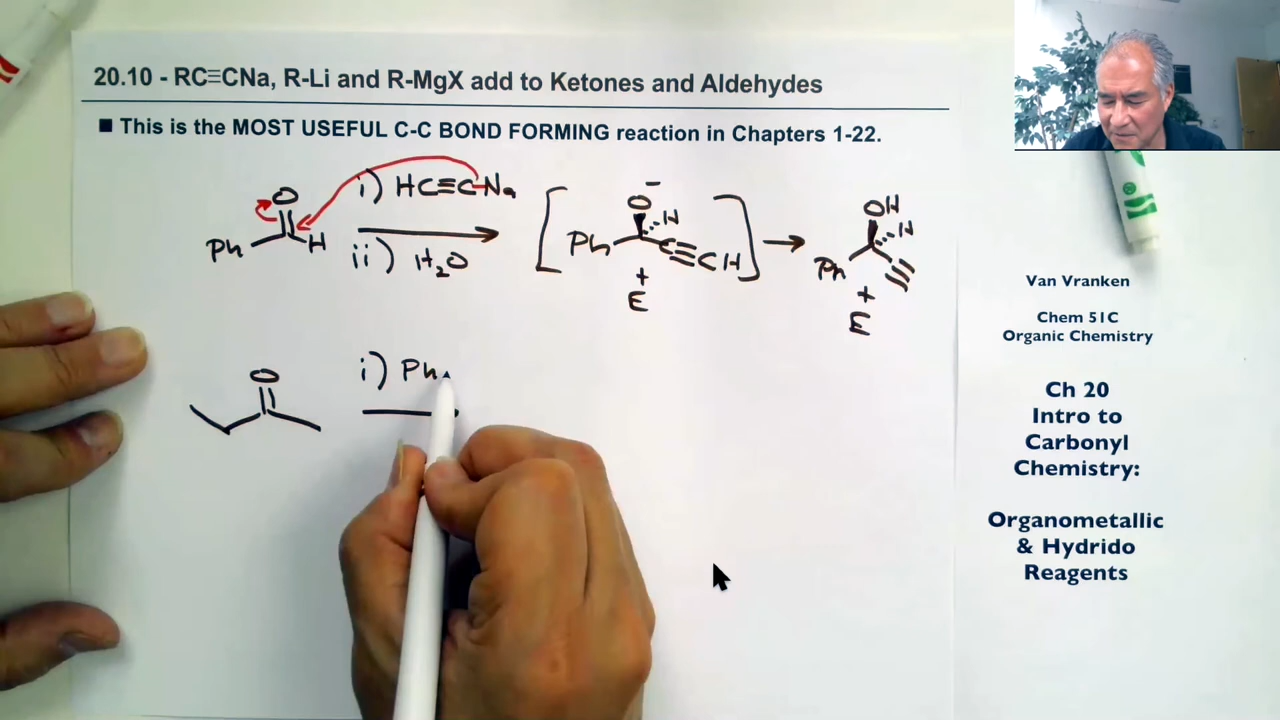 20.10 - RC≡CNa, R-Li and R-MgX add to Ketones and Aldehydes
■ This is the MOST USEFUL C-C BOND FORMING reaction in Chapters 1-22.
O
Ph H
i) HC≡C-Na
ii) H₂O
O⁻
H
Ph C≡CH
+
E
OH
H
Ph
+
E
O
i) Ph
Van Vranken
Chem 51C
Organic Chemistry
Ch 20
Intro to
Carbonyl
Chemistry:
Organometallic
& Hydrido
Reagents